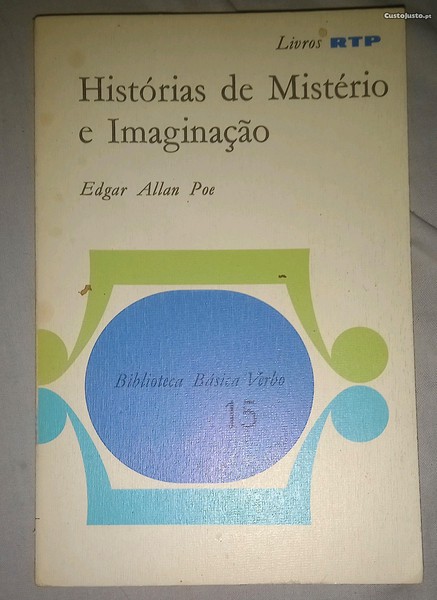 CustoJusto.pt
Livros RTP
Histórias de Mistério
e Imaginação
Edgar Allan Poe
Biblioteca Básica Verbo
15